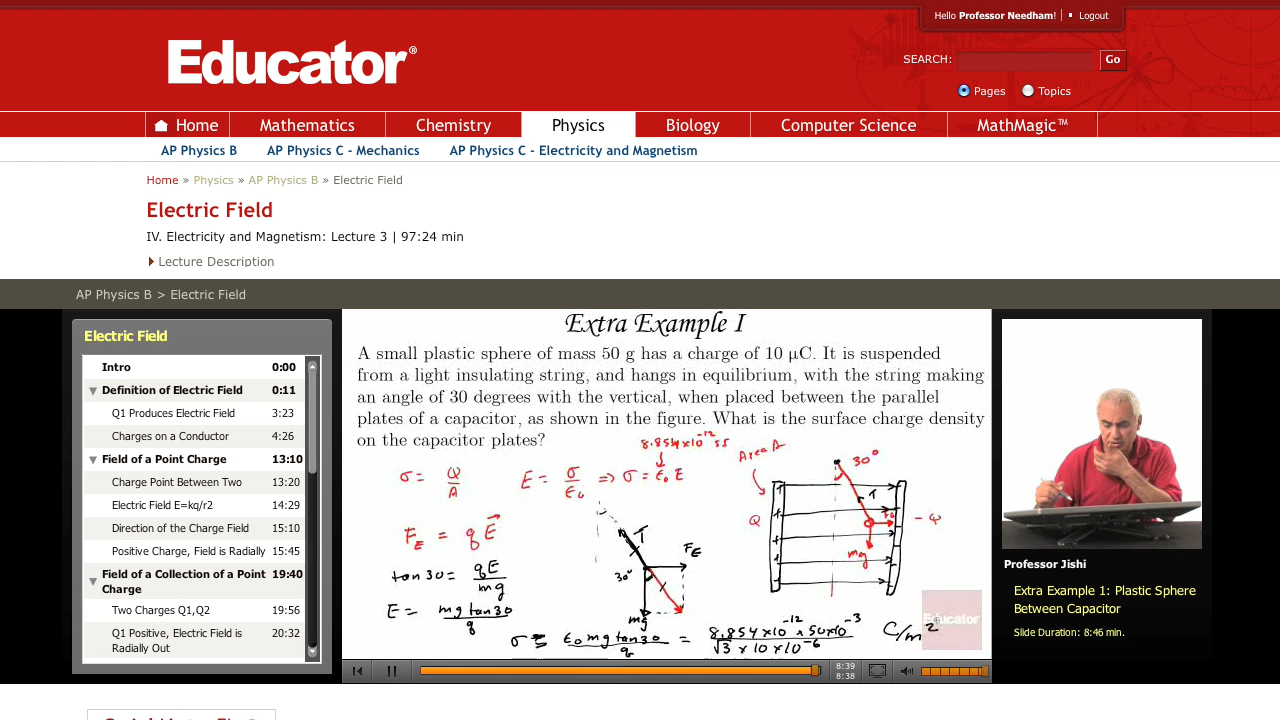 Hello Professor Needham! Logout
Educator®
SEARCH: Go
Pages Topics
Home Mathematics Chemistry Physics Biology Computer Science MathMagic™
AP Physics B AP Physics C - Mechanics AP Physics C - Electricity and Magnetism
Home » Physics » AP Physics B » Electric Field
Electric Field
IV. Electricity and Magnetism: Lecture 3 | 97:24 min
Lecture Description
AP Physics B > Electric Field
Electric Field
Intro 0:00
Definition of Electric Field 0:11
Q1 Produces Electric Field 3:23
Charges on a Conductor 4:26
Field of a Point Charge 13:10
Charge Point Between Two 13:20
Electric Field E=kq/r2 14:29
Direction of the Charge Field 15:10
Positive Charge, Field is Radially 15:45
Field of a Collection of a Point 19:40
Charge
Two Charges Q1,Q2 19:56
Q1 Positive, Electric Field is 20:32
Radially Out
Extra Example I
A small plastic sphere of mass 50 g has a charge of 10 μC. It is suspended
from a light insulating string, and hangs in equilibrium, with the string making
an angle of 30 degrees with the vertical, when placed between the parallel
plates of a capacitor, as shown in the figure. What is the surface charge density
on the capacitor plates?
8.854×10⁻¹² SI
Area A
30°
σ = Q/A
E = σ/ε₀ ⇒ σ = ε₀ E
T
Q
F_E
- Q
mg
F_E = qE⃗
T
F_E
30°
mg
tan 30 = qE/mg
E = mg tan 30/q
σ = ε₀ mg tan 30/q = 8.854×10⁻¹² × 50×10⁻³/√3 × 10×10⁻⁶ C/m²
Educator
8:39
8:38
Professor Jishi
Extra Example 1: Plastic Sphere
Between Capacitor
Slide Duration: 8:46 min.